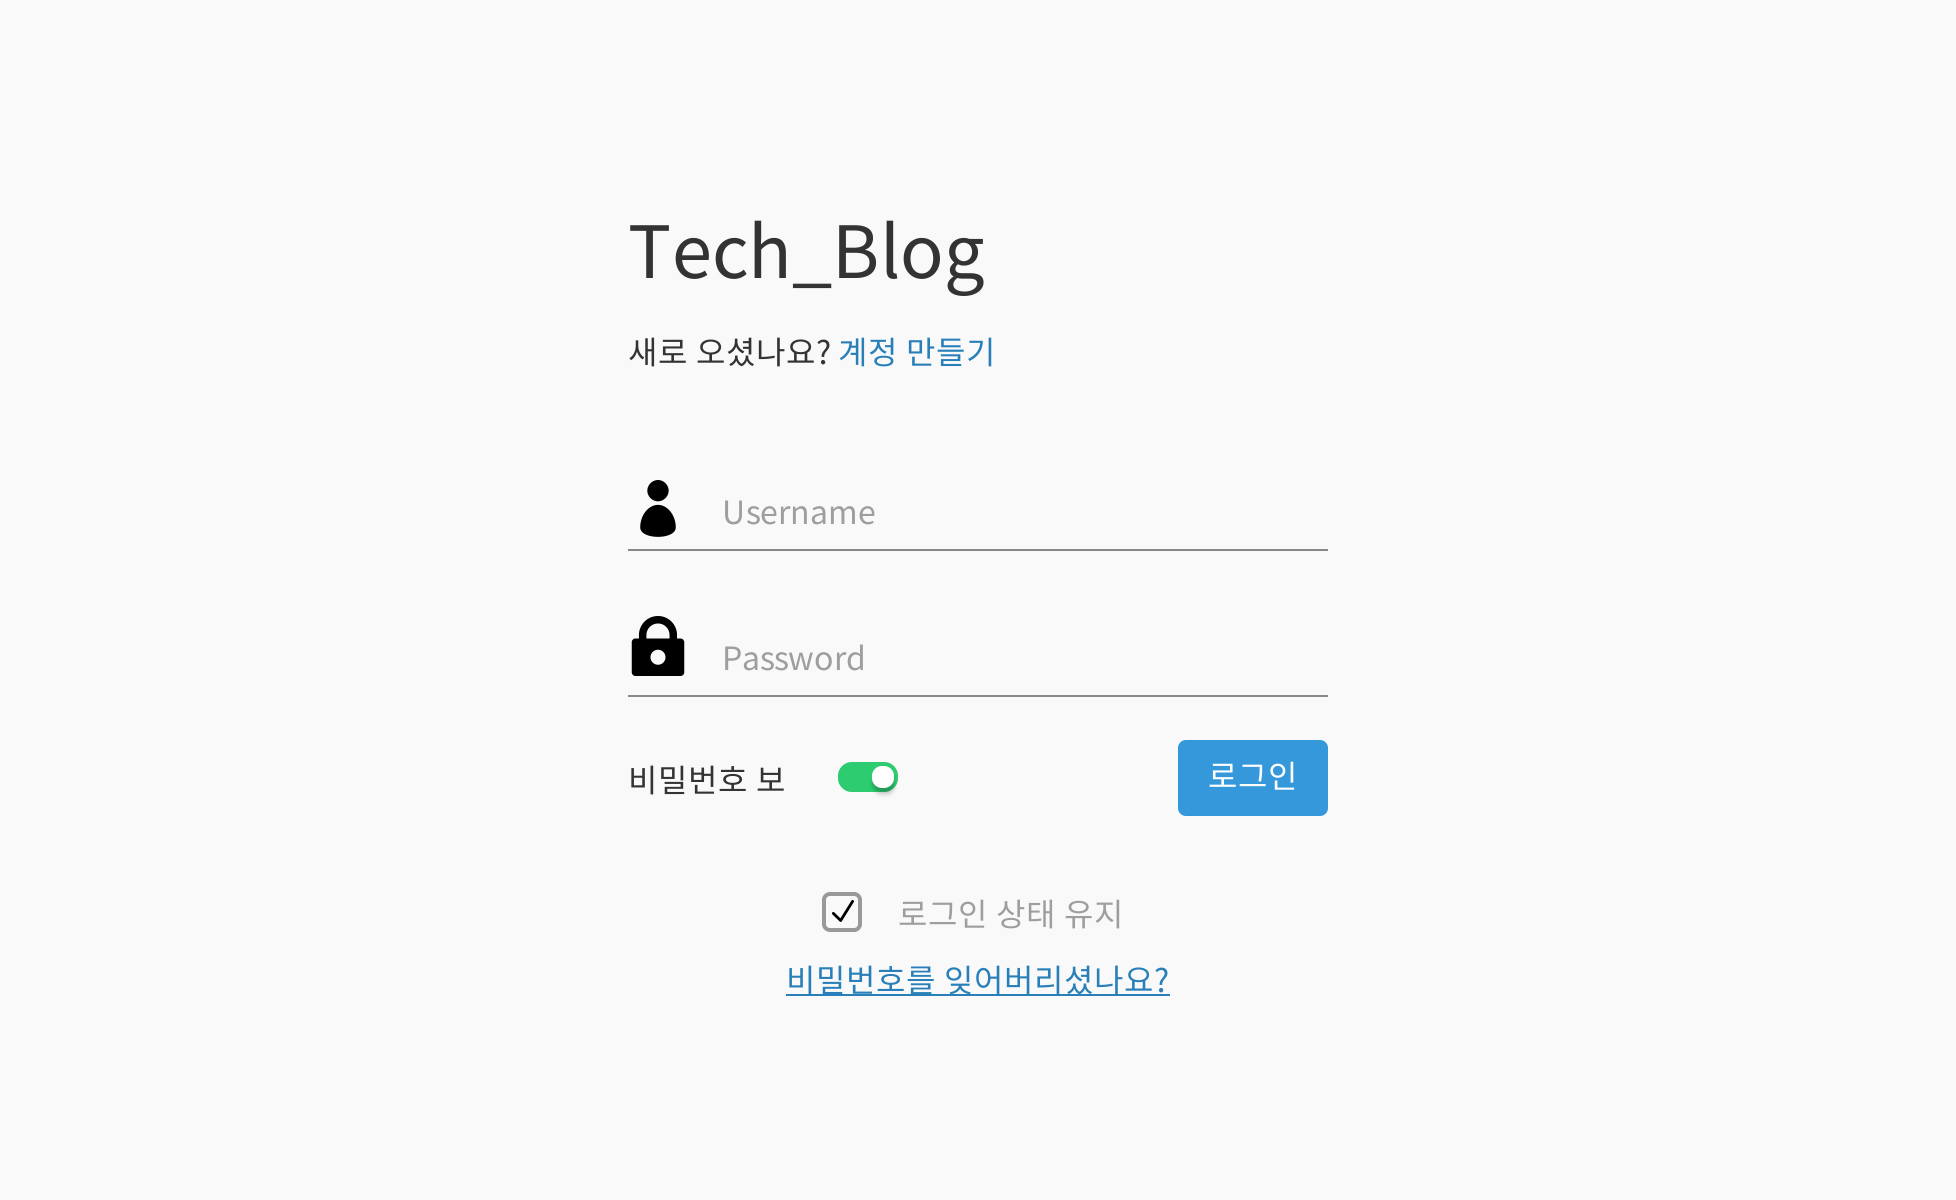 Tech_Blog
새로 오셨나요? 계정 만들기
Username
Password
비밀번호 보
로그인
로그인 상태 유지
비밀번호를 잊어버리셨나요?